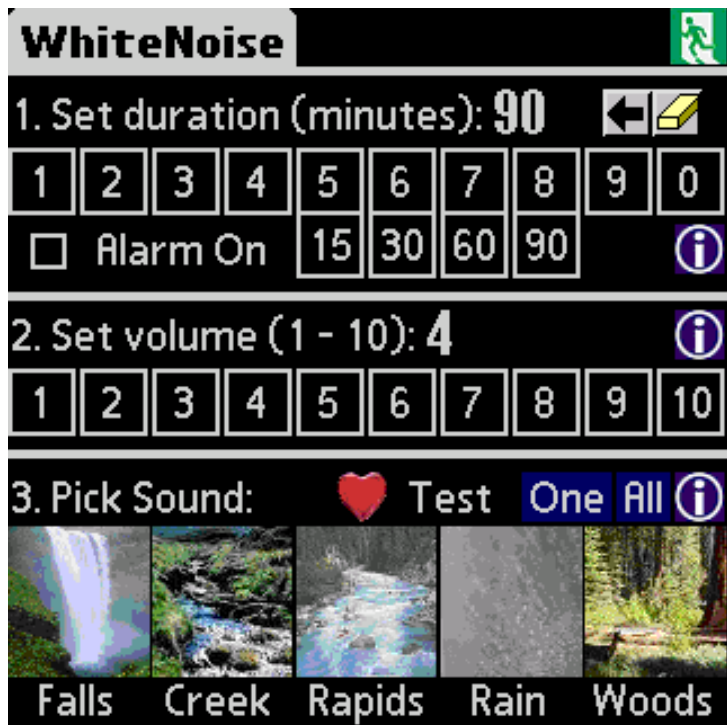 WhiteNoise
1. Set duration (minutes): 90
1 2 3 4 5 6 7 8 9 0
Alarm On 15 30 60 90 i
2. Set volume (1 - 10): 4 i
1 2 3 4 5 6 7 8 9 10
3. Pick Sound: Test One All i
Falls Creek Rapids Rain Woods